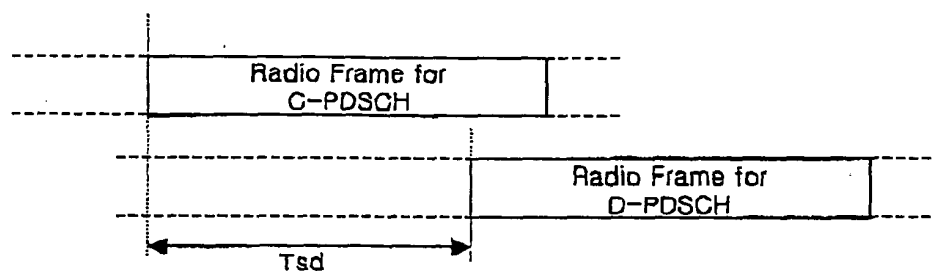 Radio Frame for
C-PDSCH
Radio Frame for
D-PDSCH
Tsd